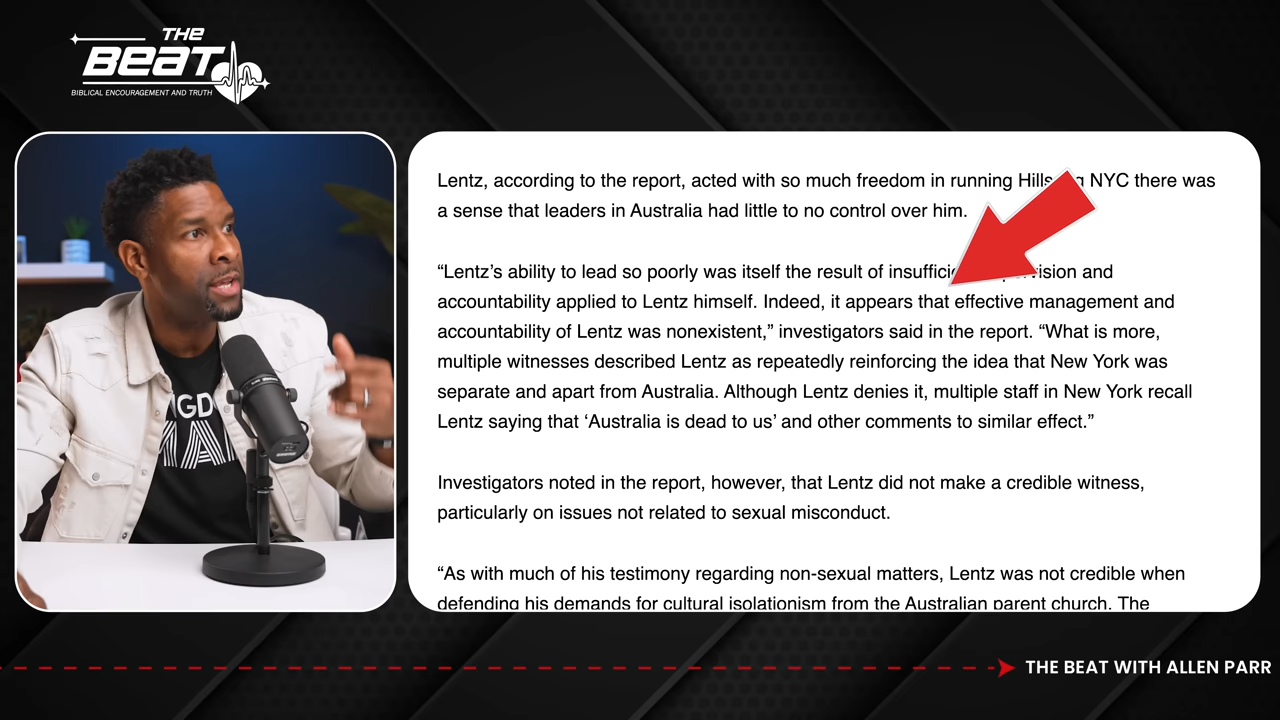 THE
BEAT
BIBLICAL ENCOURAGEMENT AND TRUTH
Lentz, according to the report, acted with so much freedom in running NYC there was
a sense that leaders in Australia had little to no control over him.
“Lentz’s ability to lead so poorly was itself the result of and
accountability applied to Lentz himself. Indeed, it appears that effective management and
accountability of Lentz was nonexistent,” investigators said in the report. “What is more,
multiple witnesses described Lentz as repeatedly reinforcing the idea that New York was
separate and apart from Australia. Although Lentz denies it, multiple staff in New York recall
Lentz saying that ‘Australia is dead to us’ and other comments to similar effect.”
Investigators noted in the report, however, that Lentz did not make a credible witness,
particularly on issues not related to sexual misconduct.
“As with much of his testimony regarding non-sexual matters, Lentz was not credible when
defending his demands for cultural isolationism from the Australian parent church. The
THE BEAT WITH ALLEN PARR